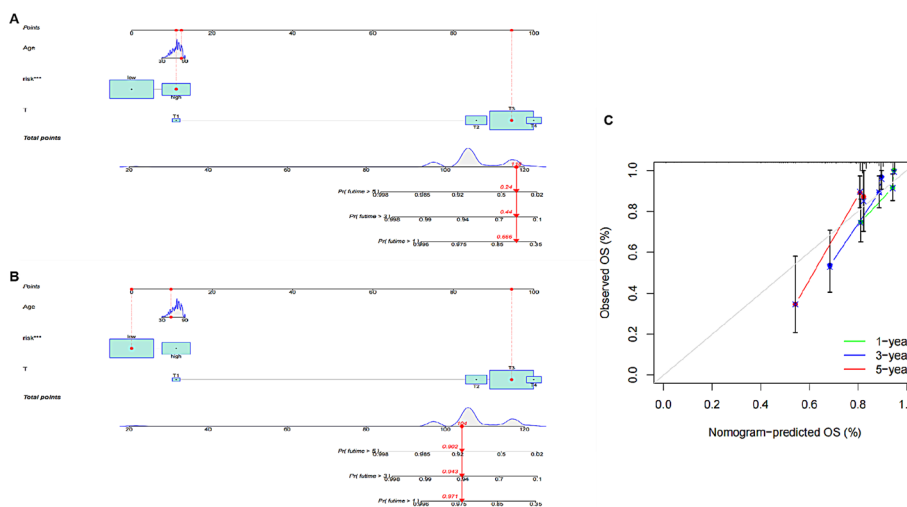 A
Points
0 20 40 60 80 100
Age
20 90
low
risk***
high
T3
T
T1
T2
T4
Total points
20 40 60 80 100 120
0.24
Pr( futime > 5 )
0.998 0.985 0.92 0.5 0.02
0.44
Pr( futime > 3 )
0.998 0.99 0.94 0.7 0.1
0.666
Pr( futime > 1 )
0.995 0.975 0.85 0.35
B
Points
0 20 40 60 80 100
Age
90
low
risk***
high
T3
T
T1
T2
T4
Total points
104
20 40 60 80 100 120
0.902
Pr( futime > 5 )
0.998 0.985 0.92 0.5 0.02
0.943
Pr( futime > 3 )
0.998 0.99 0.94 0.7 0.1
0.971
Pr( futime > 1 )
0.995 0.975 0.85 0.35
C
Observed OS (%)
0.0 0.2 0.4 0.6 0.8 1.0
1-yea
3-yea
5-yea
0.0 0.2 0.4 0.6 0.8 1.
Nomogram-predicted OS (%)